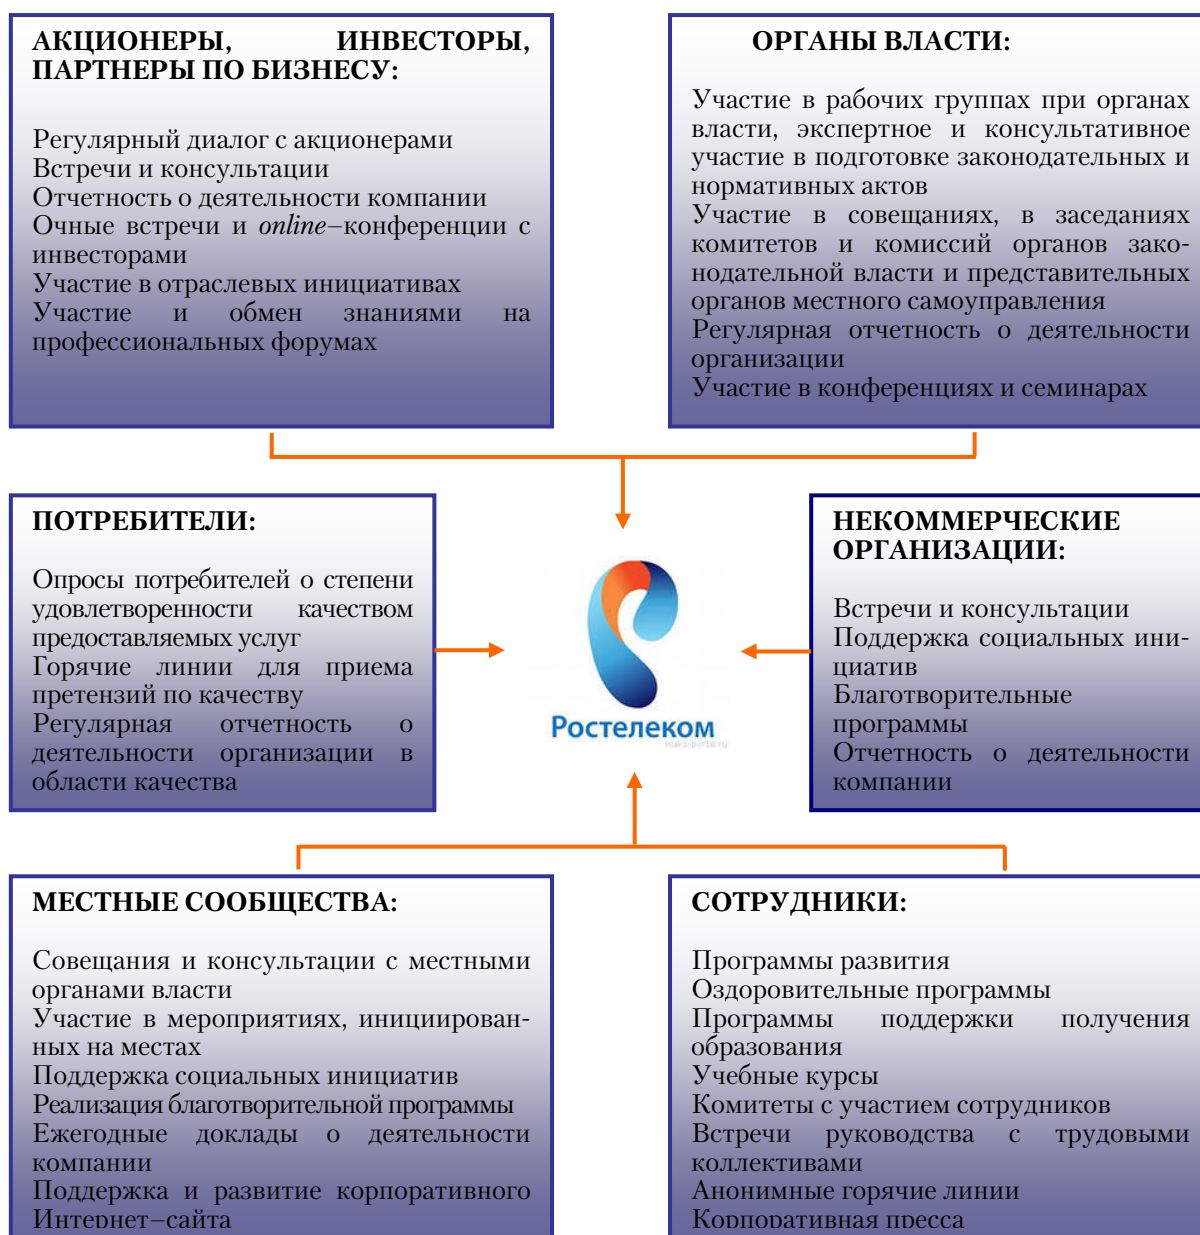 АКЦИОНЕРЫ, ИНВЕСТОРЫ,
ПАРТНЕРЫ ПО БИЗНЕСУ:
Регулярный диалог с акционерами
Встречи и консультации
Отчетность о деятельности компании
Очные встречи и online–конференции с
инвесторами
Участие в отраслевых инициативах
Участие и обмен знаниями на
профессиональных форумах
ОРГАНЫ ВЛАСТИ:
Участие в рабочих группах при органах
власти, экспертное и консультативное
участие в подготовке законодательных и
нормативных актов
Участие в совещаниях, в заседаниях
комитетов и комиссий органов зако-
нодательной власти и представительных
органов местного самоуправления
Регулярная отчетность о деятельности
организации
Участие в конференциях и семинарах
ПОТРЕБИТЕЛИ:
Опросы потребителей о степени
удовлетворенности качеством
предоставляемых услуг
Горячие линии для приема
претензий по качеству
Регулярная отчетность о
деятельности организации в
области качества
Ростелеком
maks-portal.ru
НЕКОММЕРЧЕСКИЕ
ОРГАНИЗАЦИИ:
Встречи и консультации
Поддержка социальных ини-
циатив
Благотворительные
программы
Отчетность о деятельности
компании
МЕСТНЫЕ СООБЩЕСТВА:
Совещания и консультации с местными
органами власти
Участие в мероприятиях, инициирован-
ных на местах
Поддержка социальных инициатив
Реализация благотворительной программы
Ежегодные доклады о деятельности
компании
Поддержка и развитие корпоративного
Интернет–сайта
СОТРУДНИКИ:
Программы развития
Оздоровительные программы
Программы поддержки получения
образования
Учебные курсы
Комитеты с участием сотрудников
Встречи руководства с трудовыми
коллективами
Анонимные горячие линии
Корпоративная пресса